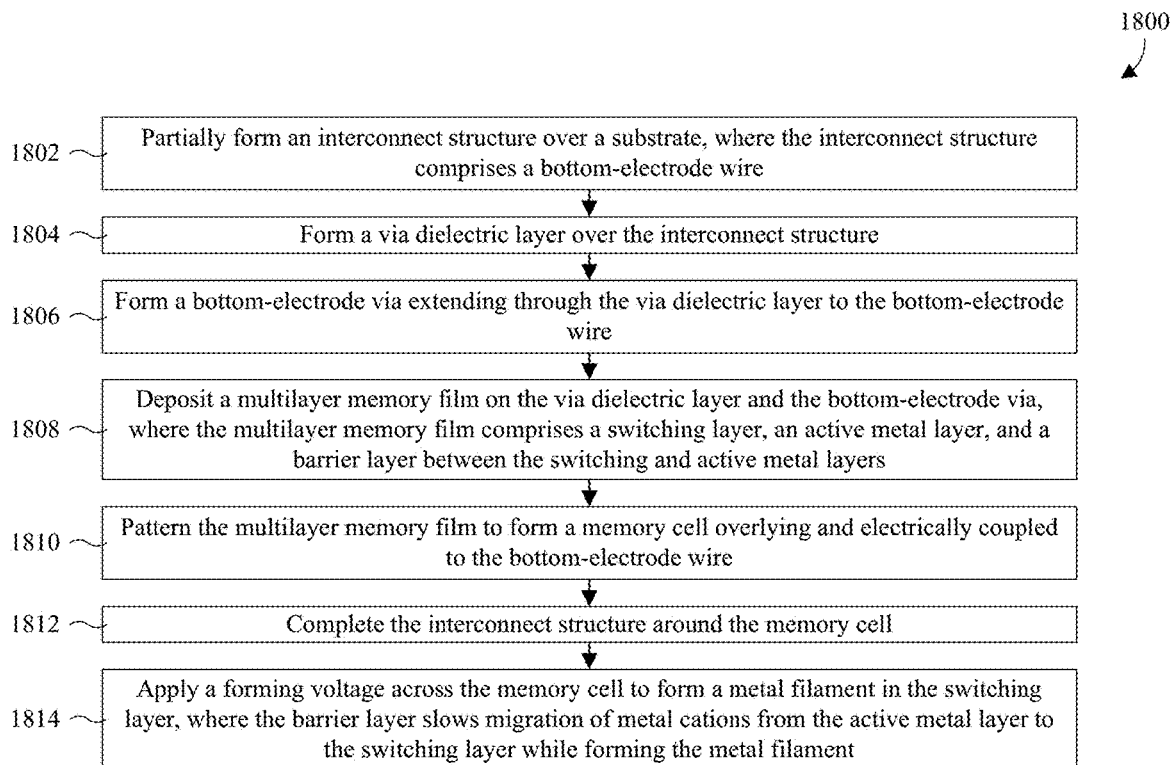 1800
1802
Partially form an interconnect structure over a substrate, where the interconnect structure
comprises a bottom-electrode wire
1804
Form a via dielectric layer over the interconnect structure
1806
Form a bottom-electrode via extending through the via dielectric layer to the bottom-electrode
wire
1808
Deposit a multilayer memory film on the via dielectric layer and the bottom-electrode via,
where the multilayer memory film comprises a switching layer, an active metal layer, and a
barrier layer between the switching and active metal layers
1810
Pattern the multilayer memory film to form a memory cell overlying and electrically coupled
to the bottom-electrode wire
1812
Complete the interconnect structure around the memory cell
1814
Apply a forming voltage across the memory cell to form a metal filament in the switching
layer, where the barrier layer slows migration of metal cations from the active metal layer to
the switching layer while forming the metal filament